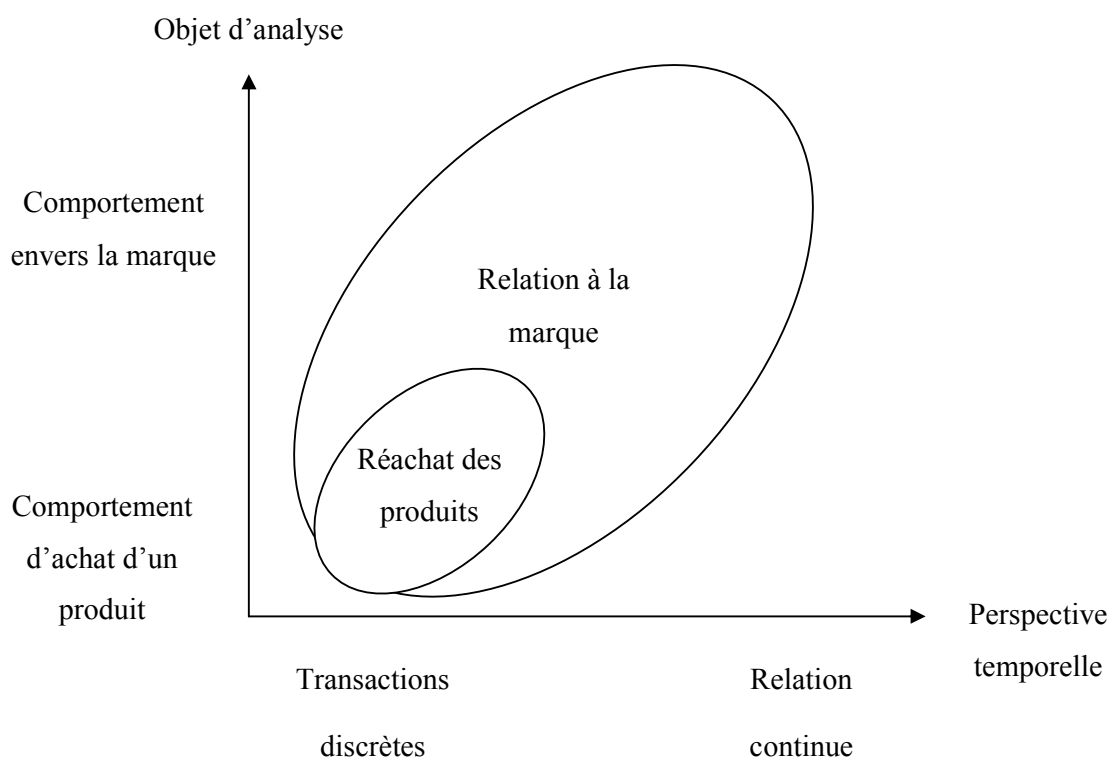 Objet d’analyse
Comportement
envers la marque
Relation à la
marque
Réachat des
produits
Comportement
d’achat d’un
produit
Perspective
temporelle
Transactions
discrètes
Relation
continue